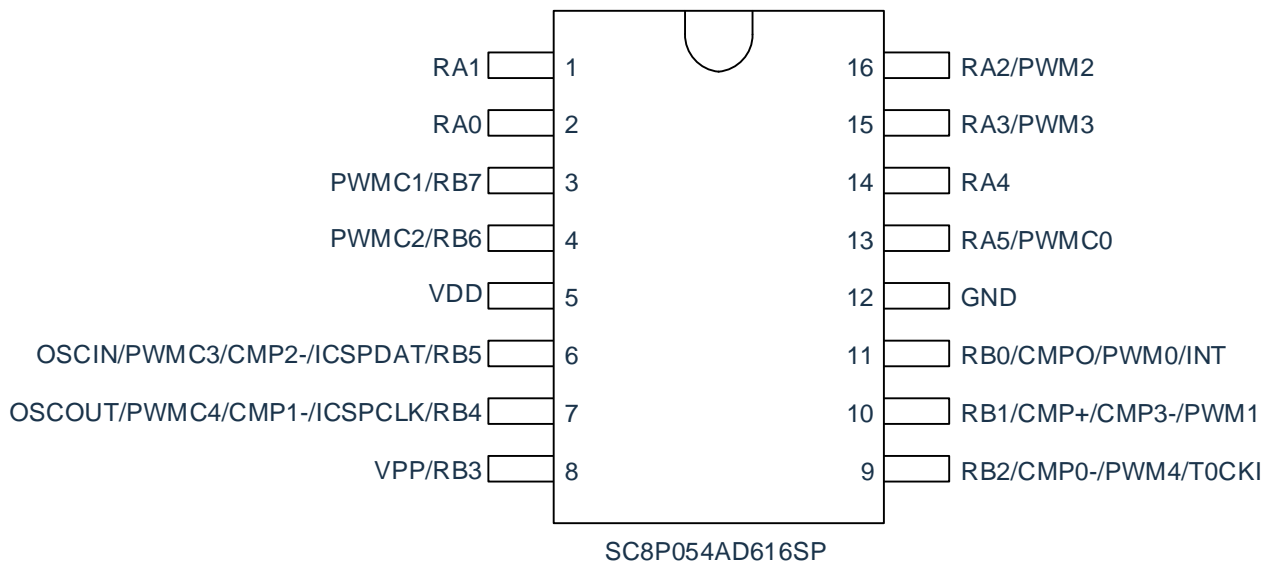 RA1 1 16 RA2/PWM2
RA0 2 15 RA3/PWM3
PWMC1/RB7 3 14 RA4
PWMC2/RB6 4 13 RA5/PWMC0
VDD 5 12 GND
OSCIN/PWMC3/CMP2-/ICSPDAT/RB5 6 11 RB0/CMPO/PWM0/INT
OSCOUT/PWMC4/CMP1-/ICSPCLK/RB4 7 10 RB1/CMP+/CMP3-/PWM1
VPP/RB3 8 9 RB2/CMP0-/PWM4/T0CKI
SC8P054AD616SP